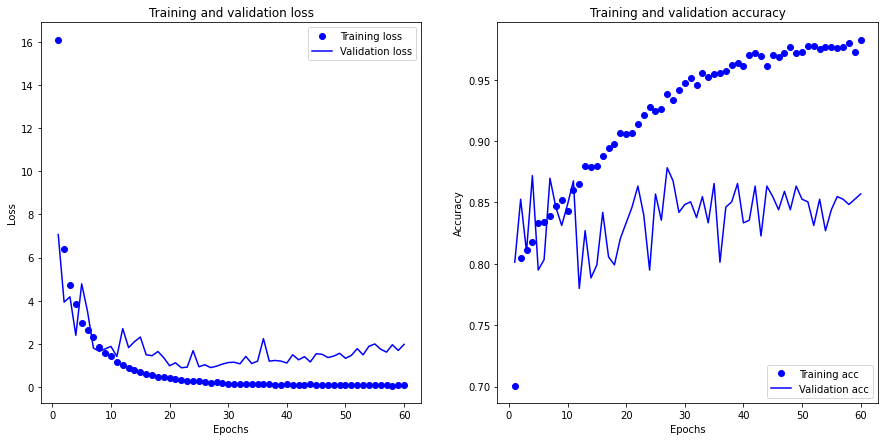 Training and validation loss
Training loss
Validation loss
16
14
12
10
8
6
4
2
0
Loss
0 10 20 30 40 50 60
Epochs
Training and validation accuracy
0.95
0.90
0.85
0.80
0.75
0.70
Accuracy
Training acc
Validation acc
0 10 20 30 40 50 60
Epochs